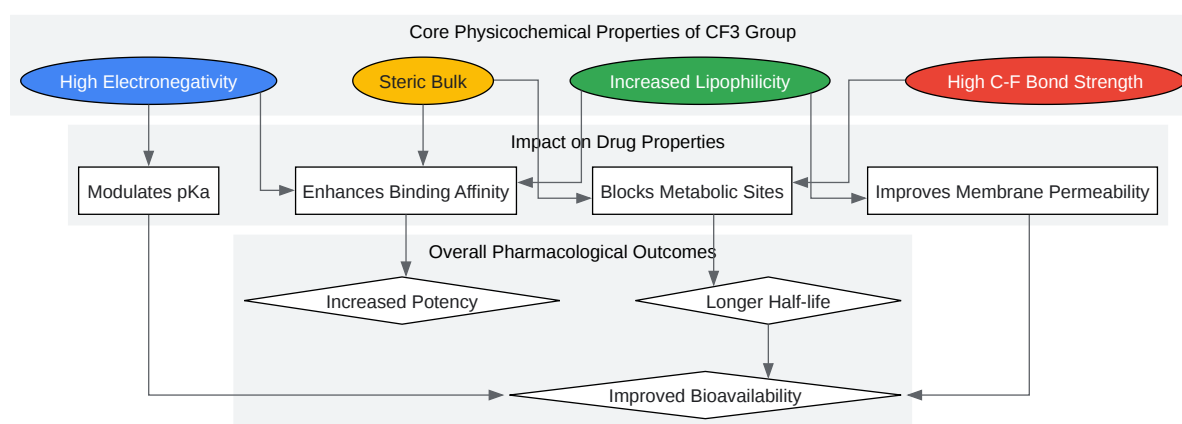 Core Physicochemical Properties of CF3 Group
High Electronegativity
Steric Bulk
Increased Lipophilicity
High C-F Bond Strength
Impact on Drug Properties
Modulates pKa
Enhances Binding Affinity
Blocks Metabolic Sites
Improves Membrane Permeability
Overall Pharmacological Outcomes
Increased Potency
Longer Half-life
Improved Bioavailability